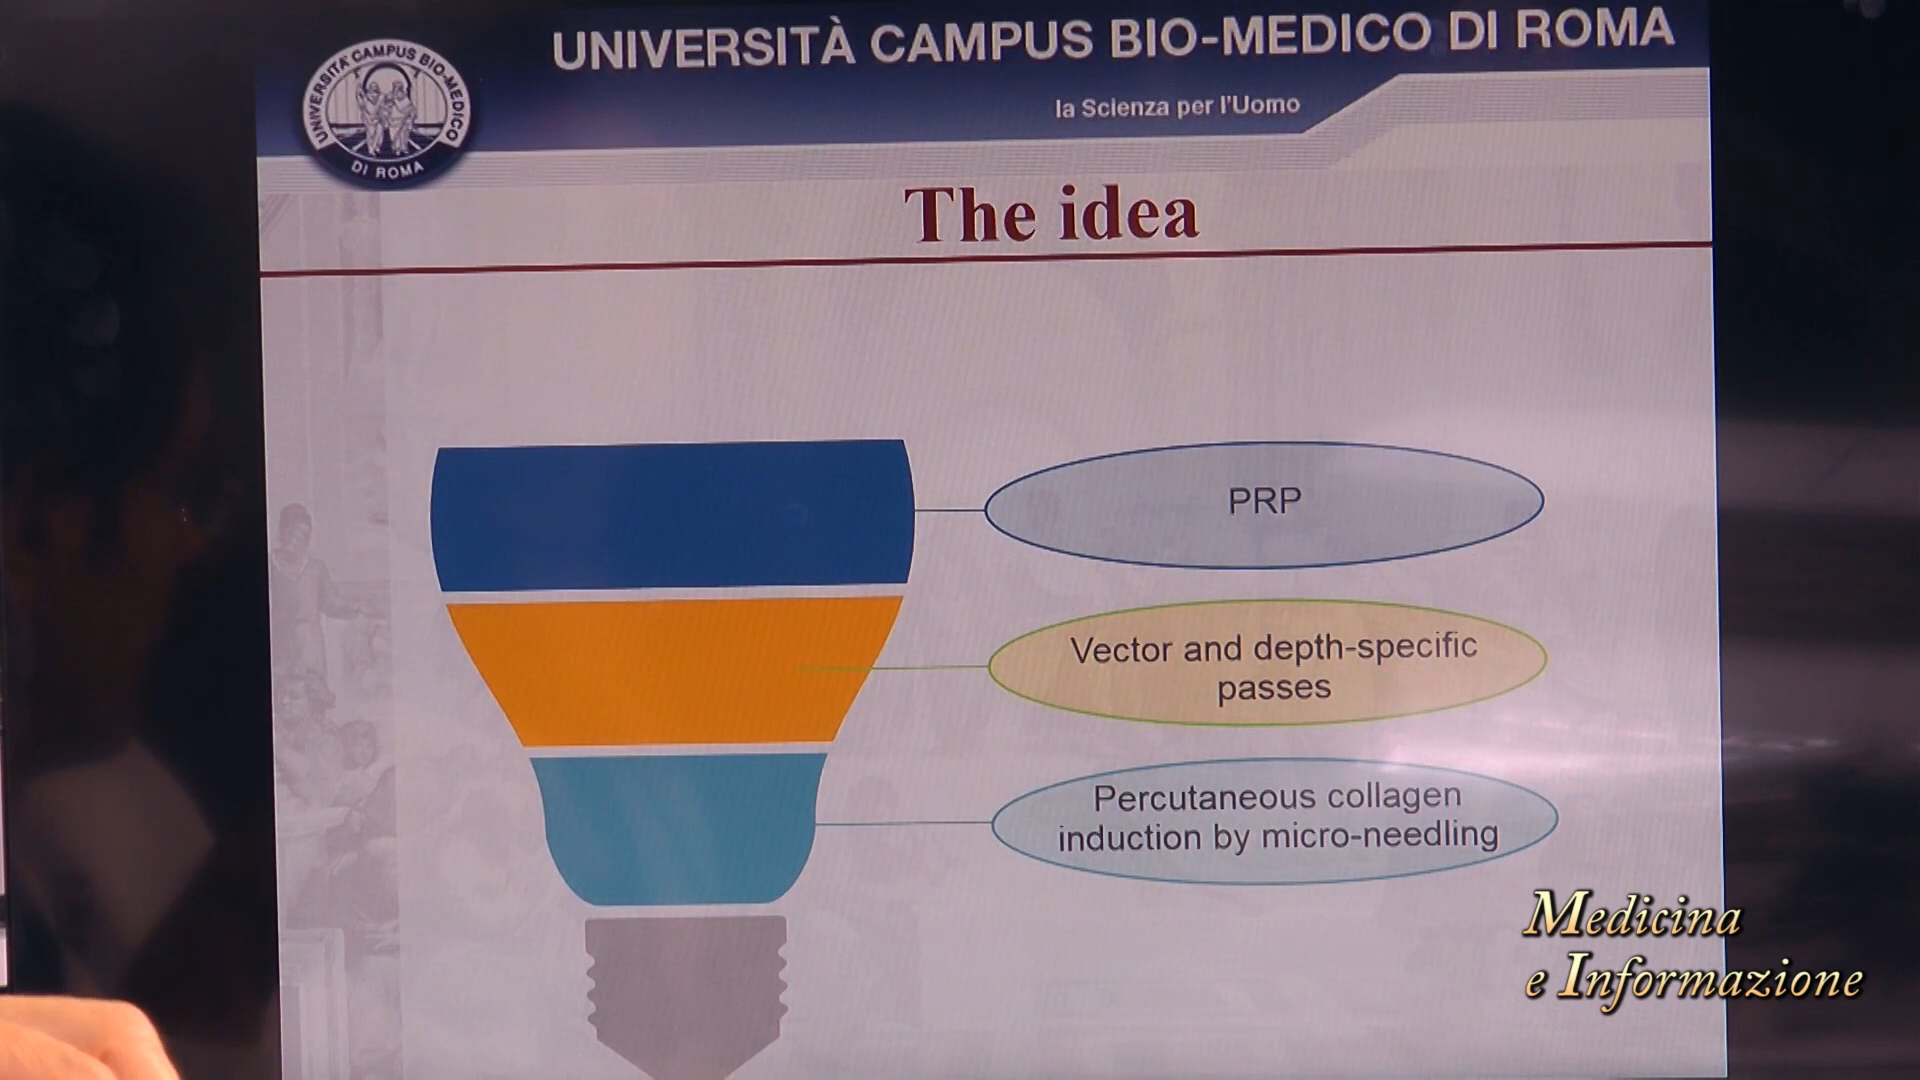 UNIVERSITÀ CAMPUS BIO-MEDICO DI ROMA
la Scienza per l'Uomo
UNIVERSITÀ CAMPUS BIO-MEDICO
DI ROMA
The idea
PRP
Vector and depth-specific
passes
Percutaneous collagen
induction by micro-needling
Medicina
e Informazione